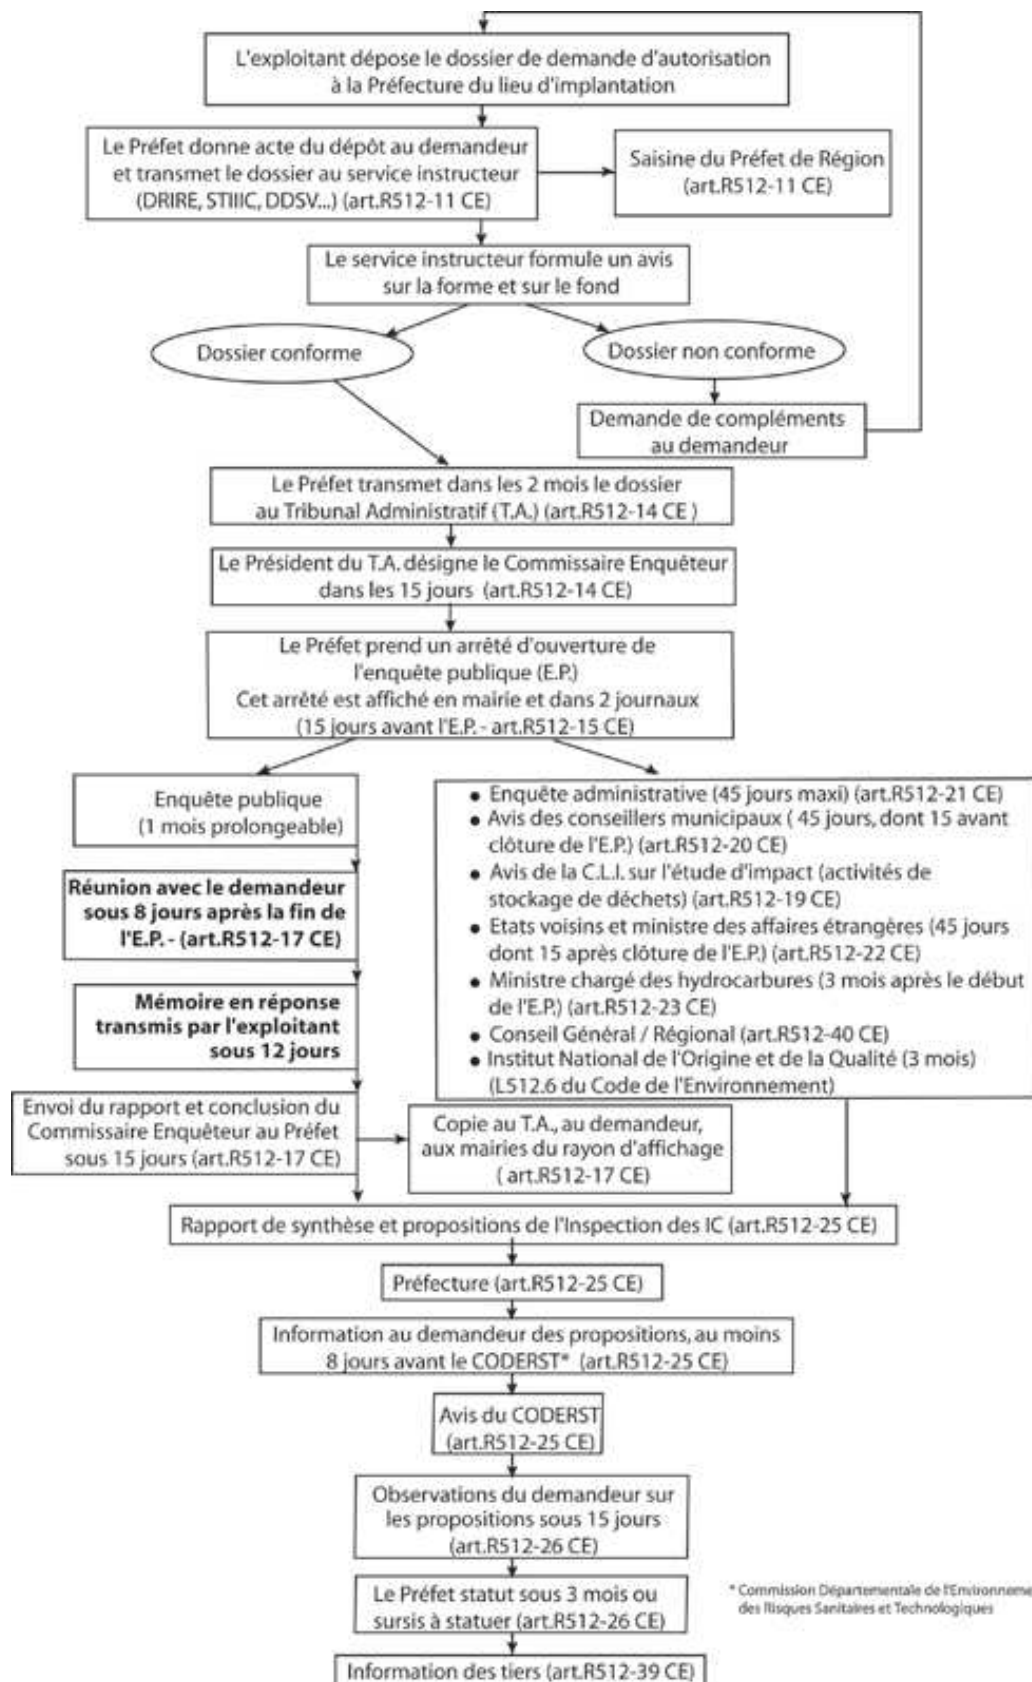 L'exploitant dépose le dossier de demande d'autorisation
à la Préfecture du lieu d'implantation
Le Préfet donne acte du dépôt au demandeur
et transmet le dossier au service instructeur
(DRIRE, STIIIC, DDSV...) (art.R512-11 CE)
Saisine du Préfet de Région
(art.R512-11 CE)
Le service instructeur formule un avis
sur la forme et sur le fond
Dossier conforme
Dossier non conforme
Demande de compléments
au demandeur
Le Préfet transmet dans les 2 mois le dossier
au Tribunal Administratif (T.A.) (art.R512-14 CE )
Le Président du T.A. désigne le Commissaire Enquêteur
dans les 15 jours (art.R512-14 CE)
Le Préfet prend un arrêté d'ouverture de
l'enquête publique (E.P.)
Cet arrêté est affiché en mairie et dans 2 journaux
(15 jours avant l'E.P. - art.R512-15 CE)
Enquête publique
(1 mois prolongeable)
Réunion avec le demandeur
sous 8 jours après la fin de
l'E.P. - (art.R512-17 CE)
Mémoire en réponse
transmis par l'exploitant
sous 12 jours
Envoi du rapport et conclusion du
Commissaire Enquêteur au Préfet
sous 15 jours (art.R512-17 CE)
• Enquête administrative (45 jours maxi) (art.R512-21 CE)
• Avis des conseillers municipaux ( 45 jours, dont 15 avant
clôture de l'E.P.) (art.R512-20 CE)
• Avis de la C.L.I. sur l'étude d'impact (activités de
stockage de déchets) (art.R512-19 CE)
• Etats voisins et ministre des affaires étrangères (45 jours
dont 15 après clôture de l'E.P.) (art.R512-22 CE)
• Ministre chargé des hydrocarbures (3 mois après le début
de l'E.P.) (art.R512-23 CE)
• Conseil Général / Régional (art.R512-40 CE)
• Institut National de l'Origine et de la Qualité (3 mois)
(L512.6 du Code de l'Environnement)
Copie au T.A., au demandeur,
aux mairies du rayon d'affichage
( art.R512-17 CE)
Rapport de synthèse et propositions de l'Inspection des IC (art.R512-25 CE)
Préfecture (art.R512-25 CE)
Information au demandeur des propositions, au moins
8 jours avant le CODERST* (art.R512-25 CE)
Avis du CODERST
(art.R512-25 CE)
Observations du demandeur sur
les propositions sous 15 jours
(art.R512-26 CE)
Le Préfet statut sous 3 mois ou
sursis à statuer (art.R512-26 CE)
* Commission Départementale de l'Environneme
des Risques Sanitaires et Technologiques
Information des tiers (art.R512-39 CE)